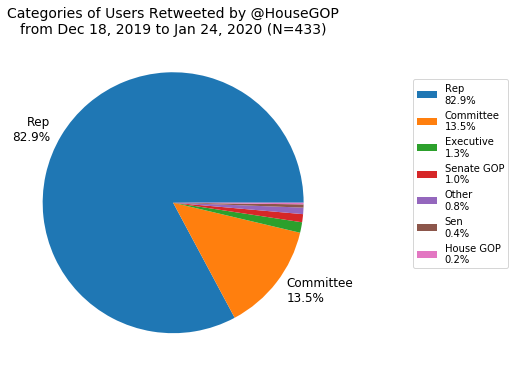 Categories of Users Retweeted by @HouseGOP
from Dec 18, 2019 to Jan 24, 2020 (N=433)
Rep
82.9%
Committee
13.5%
Rep
82.9%
Committee
13.5%
Executive
1.3%
Senate GOP
1.0%
Other
0.8%
Sen
0.4%
House GOP
0.2%